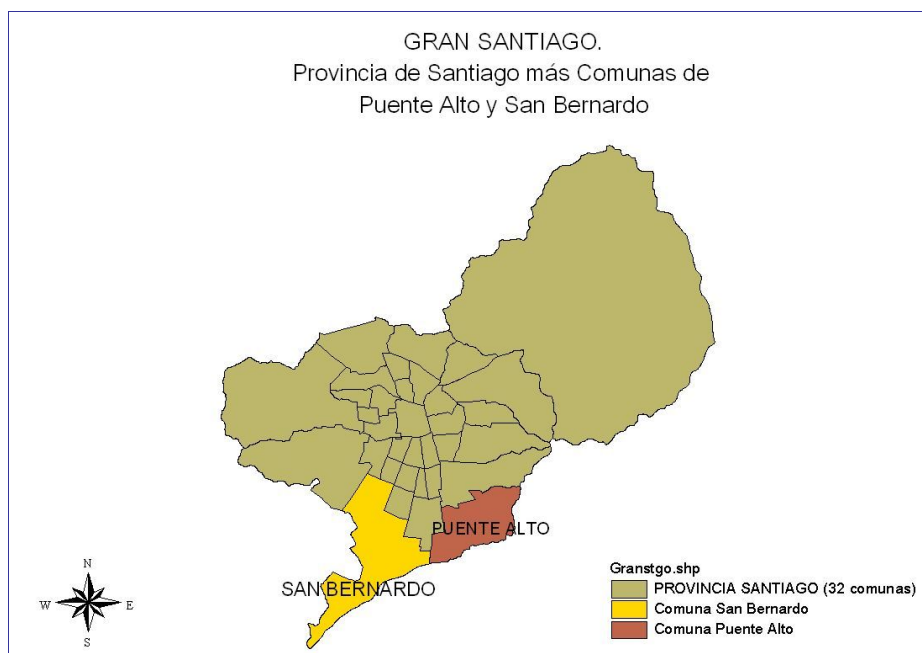 GRAN SANTIAGO.
Provincia de Santiago más Comunas de
Puente Alto y San Bernardo
PUENTE ALTO
SAN BERNARDO
N
W
E
S
Granstgo.shp
PROVINCIA SANTIAGO (32 comunas)
Comuna San Bernardo
Comuna Puente Alto